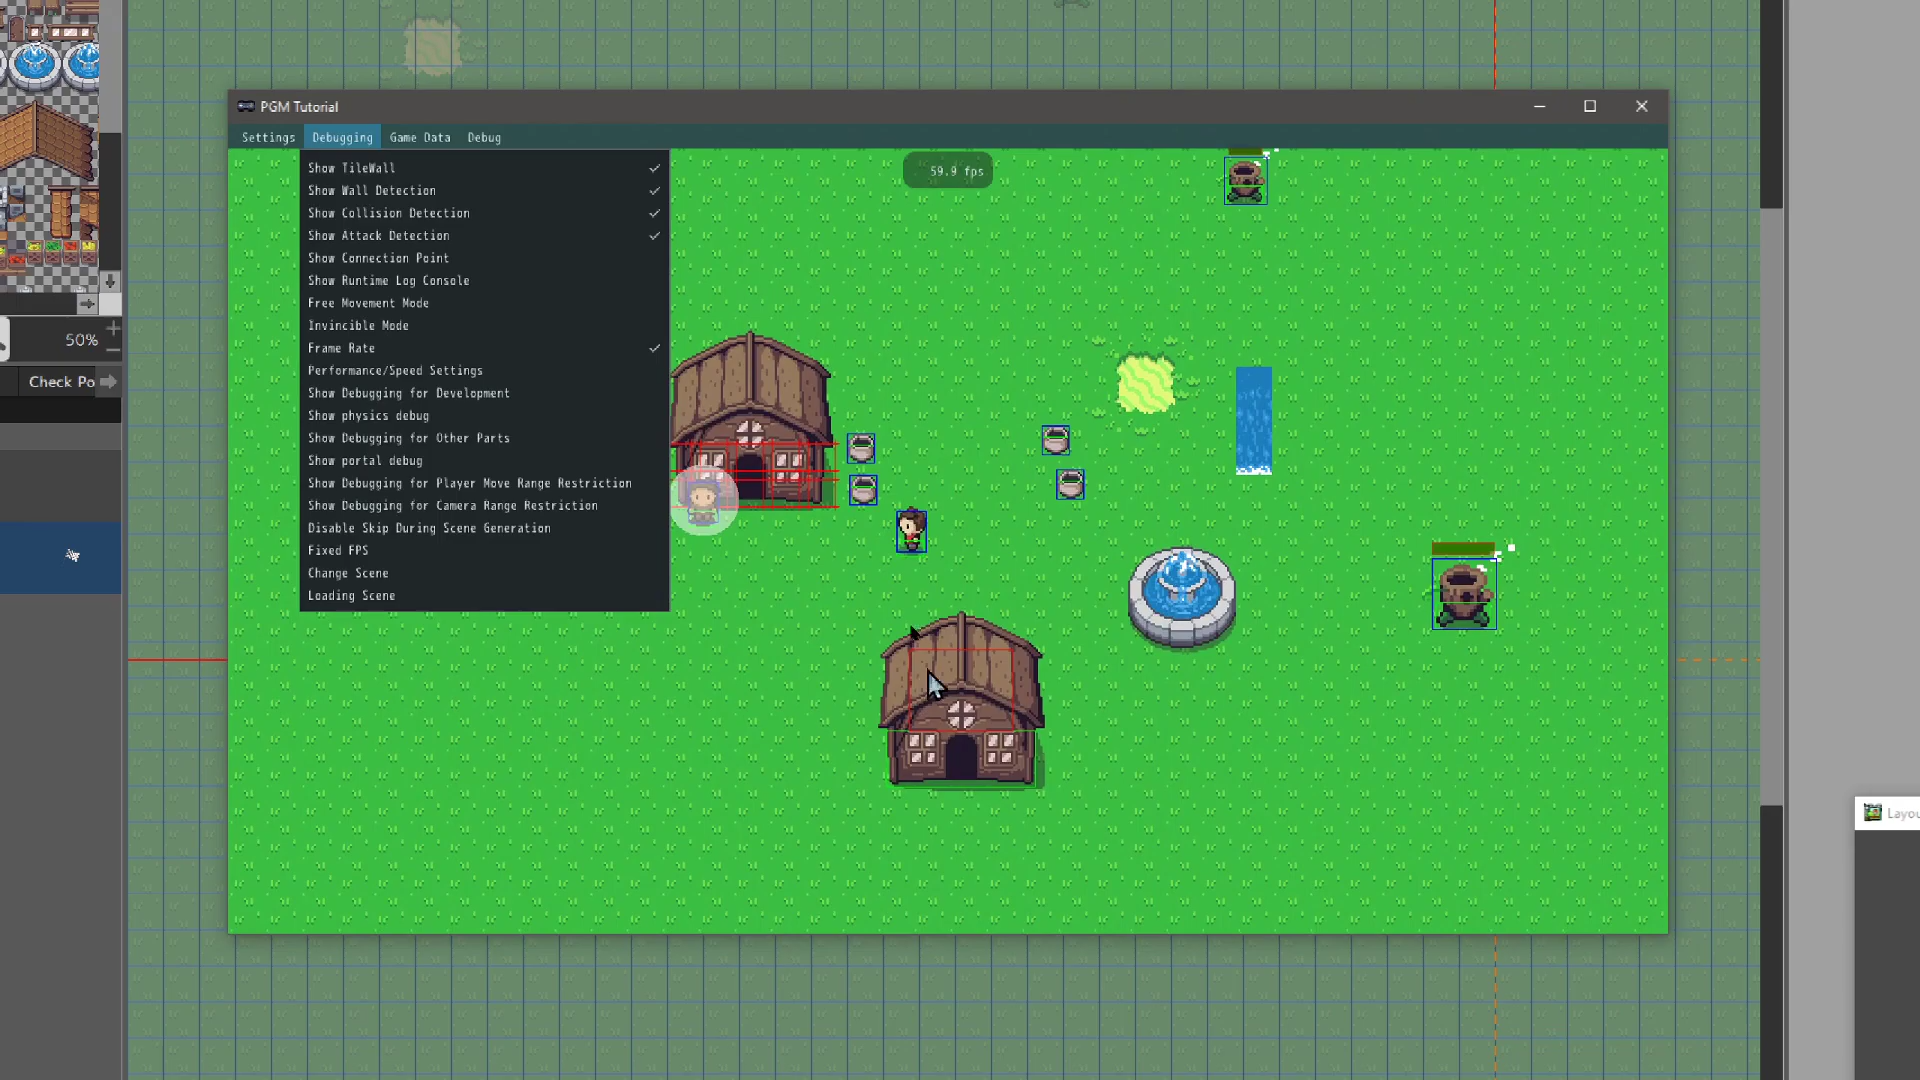 PGM Tutorial
Settings Debugging Game Data Debug
Show TileWall
Show Wall Detection
Show Collision Detection
Show Attack Detection
Show Connection Point
Show Runtime Log Console
Free Movement Mode
Invincible Mode
Frame Rate
Performance/Speed Settings
Show Debugging for Development
Show physics debug
Show Debugging for Other Parts
Show portal debug
Show Debugging for Player Move Range Restriction
Show Debugging for Camera Range Restriction
Disable Skip During Scene Generation
Fixed FPS
Change Scene
Loading Scene
59.9 fps
50%
Check Po
Layou